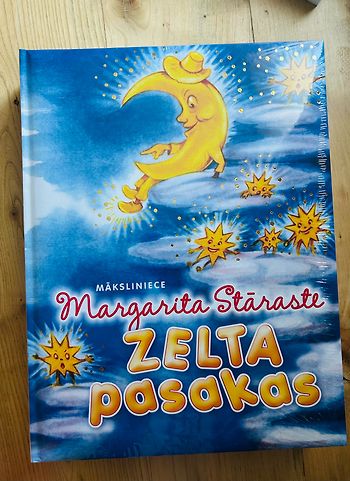 MĀKSLINIECE
Margarita Stāraste
ZELTA
pasakas